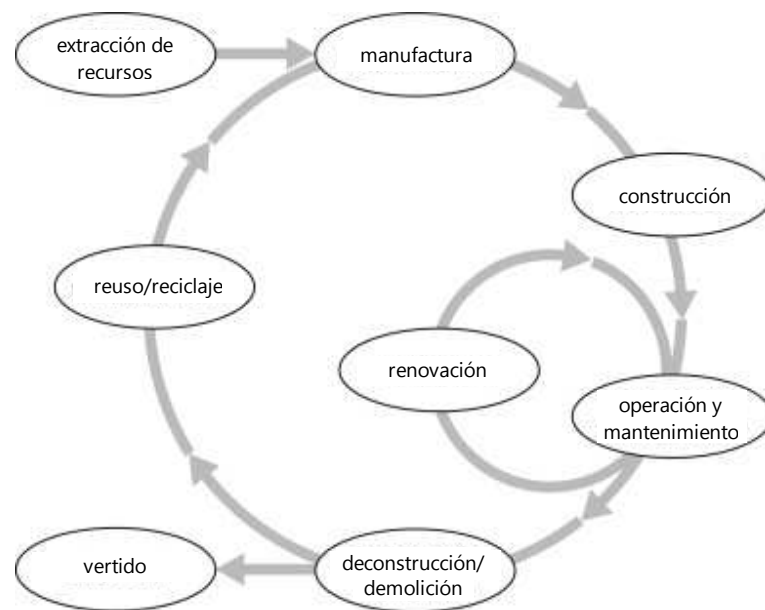 extracción de
recursos
manufactura
construcción
reuso/reciclaje
renovación
operación y
mantenimiento
vertido
deconstrucción/
demolición